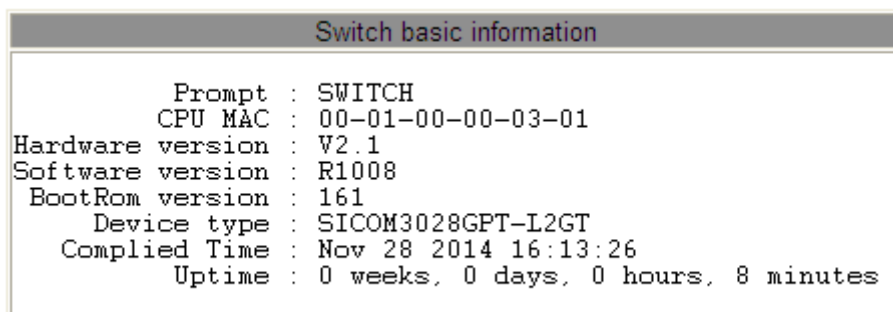 Switch basic information
Prompt : SWITCH
CPU MAC : 00-01-00-00-03-01
Hardware version : V2.1
Software version : R1008
BootRom version : 161
Device type : SICOM3028GPT-L2GT
Complied Time : Nov 28 2014 16:13:26
Uptime : 0 weeks, 0 days, 0 hours, 8 minutes